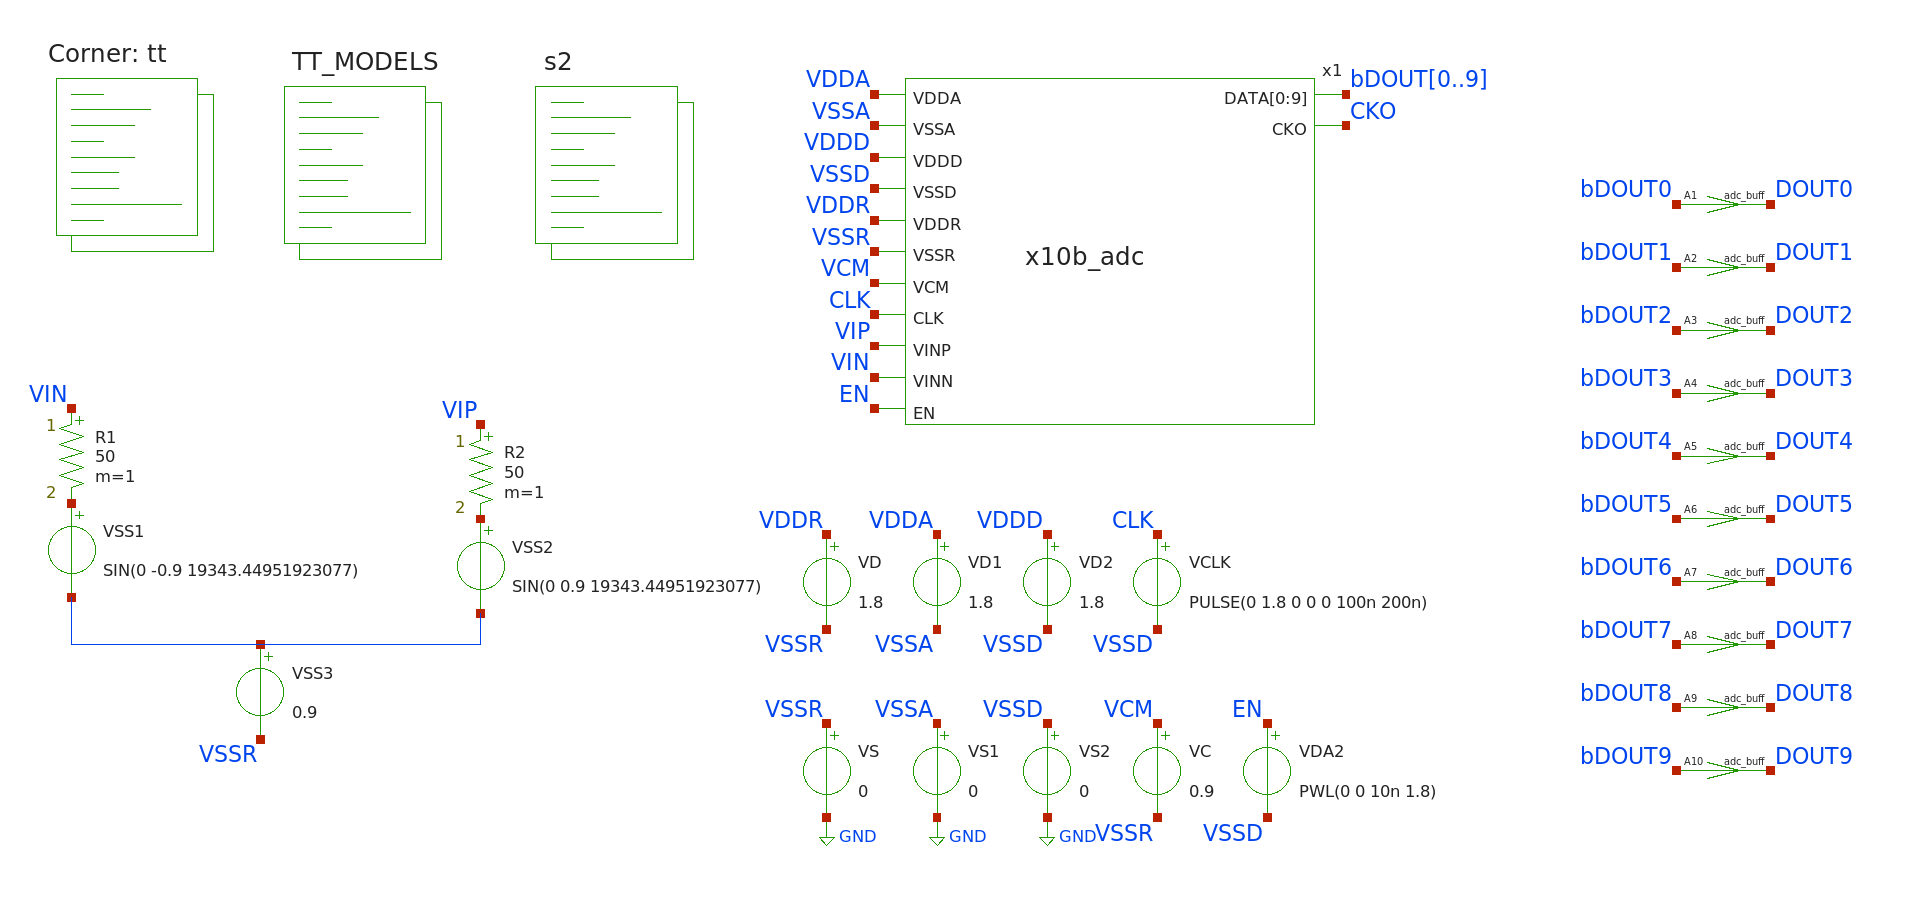 Corner: tt
TT_MODELS
s2
x1
VDDA
VSSA
VDDD
VSSD
VDDR
VSSR
VCM
CLK
VIP
VIN
EN
VDDA
VSSA
VDDD
VSSD
VDDR
VSSR
VCM
CLK
VINP
VINN
EN
x10b_adc
DATA[0:9]
CKO
bDOUT[0..9]
CKO
bDOUT0 A1 adc_buff DOUT0
bDOUT1 A2 adc_buff DOUT1
bDOUT2 A3 adc_buff DOUT2
bDOUT3 A4 adc_buff DOUT3
bDOUT4 A5 adc_buff DOUT4
bDOUT5 A6 adc_buff DOUT5
bDOUT6 A7 adc_buff DOUT6
bDOUT7 A8 adc_buff DOUT7
bDOUT8 A9 adc_buff DOUT8
bDOUT9 A10 adc_buff DOUT9
VIN
1
+
R1
50
m=1
2
+
VSS1
SIN(0 -0.9 19343.44951923077)
VIP
1
+
R2
50
m=1
2
+
VSS2
SIN(0 0.9 19343.44951923077)
+
VSS3
0.9
VSSR
VDDR
+
VD
1.8
VSSR
VDDA
+
VD1
1.8
VSSA
VDDD
+
VD2
1.8
VSSD
CLK
+
VCLK
PULSE(0 1.8 0 0 0 100n 200n)
VSSD
VSSR
+
VS
0
GND
VSSA
+
VS1
0
GND
VSSD
+
VS2
0
GND
VCM
+
VC
0.9
VSSR
EN
+
VDA2
PWL(0 0 10n 1.8)
VSSD